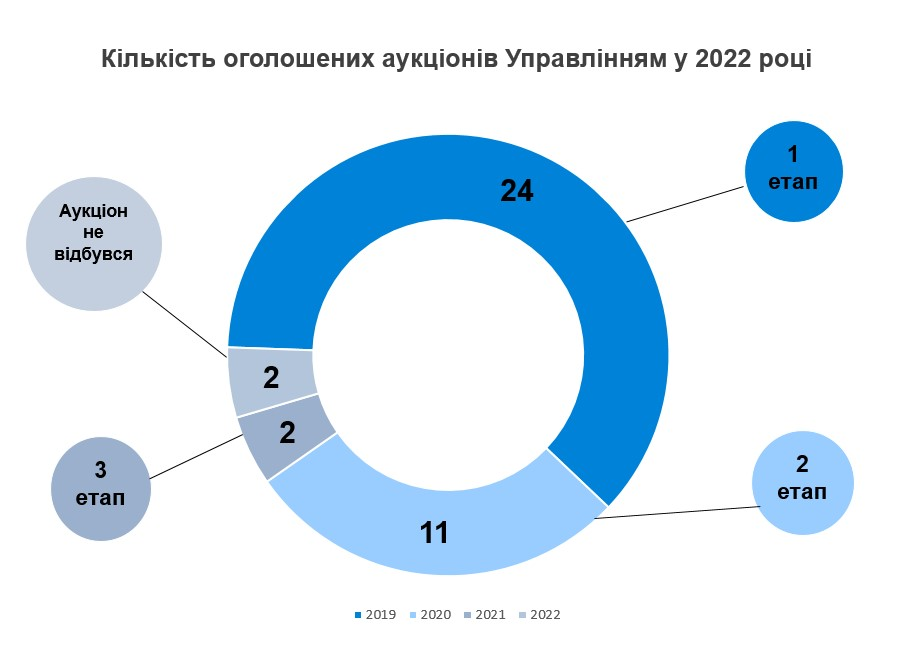 Кількість оголошених аукціонів Управлінням у 2022 році
1
етап
24
Аукціон
не
відбувся
2
2
3
етап
2
етап
11
2019 2020 2021 2022